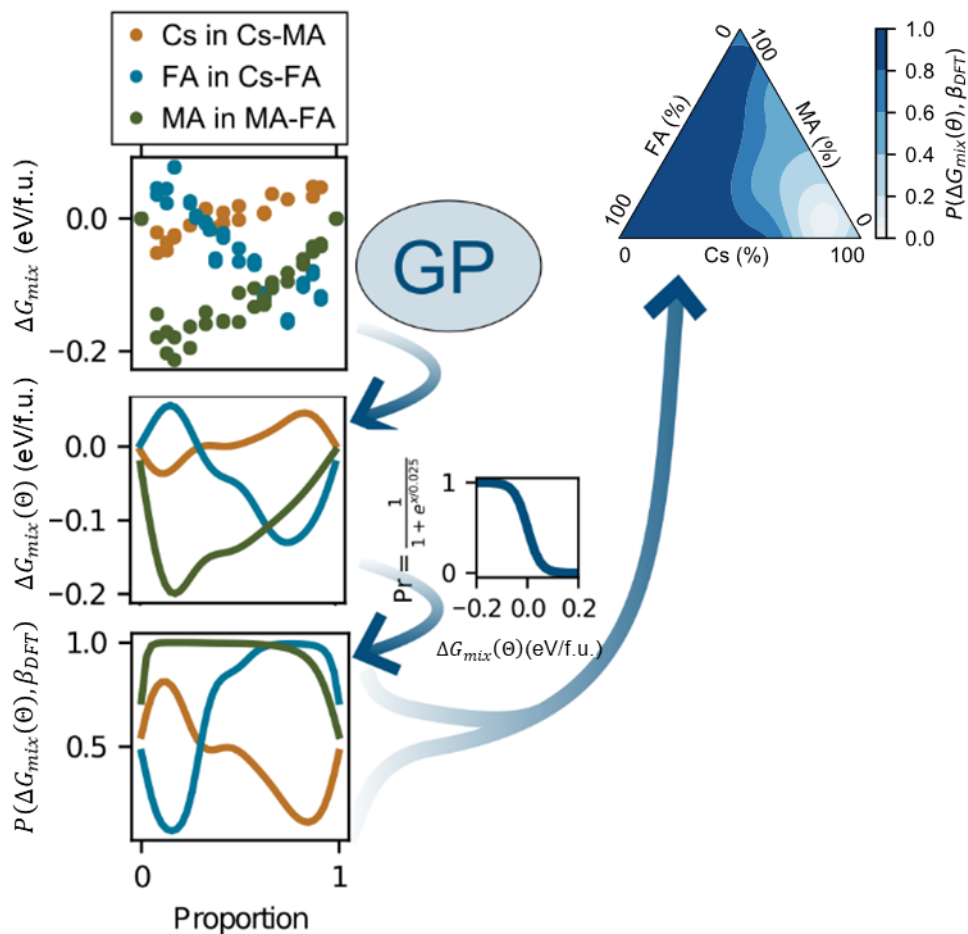 Cs in Cs-MA
FA in Cs-FA
MA in MA-FA
ΔG_mix (eV/f.u.)
0.0
−0.2
GP
0
100
FA (%)
MA (%)
100
0
0
Cs (%)
100
1.0
0.8
0.6
0.4
0.2
0.0
P(ΔG_mix(θ), β_DFT)
ΔG_mix(Θ) (eV/f.u.)
0.0
−0.1
−0.2
Pr = 1 / (1 + e^{x/0.025})
1
0
−0.2
0.0
0.2
ΔG_mix(Θ)(eV/f.u.)
P(ΔG_mix(Θ), β_DFT)
1.0
0.5
0
1
Proportion